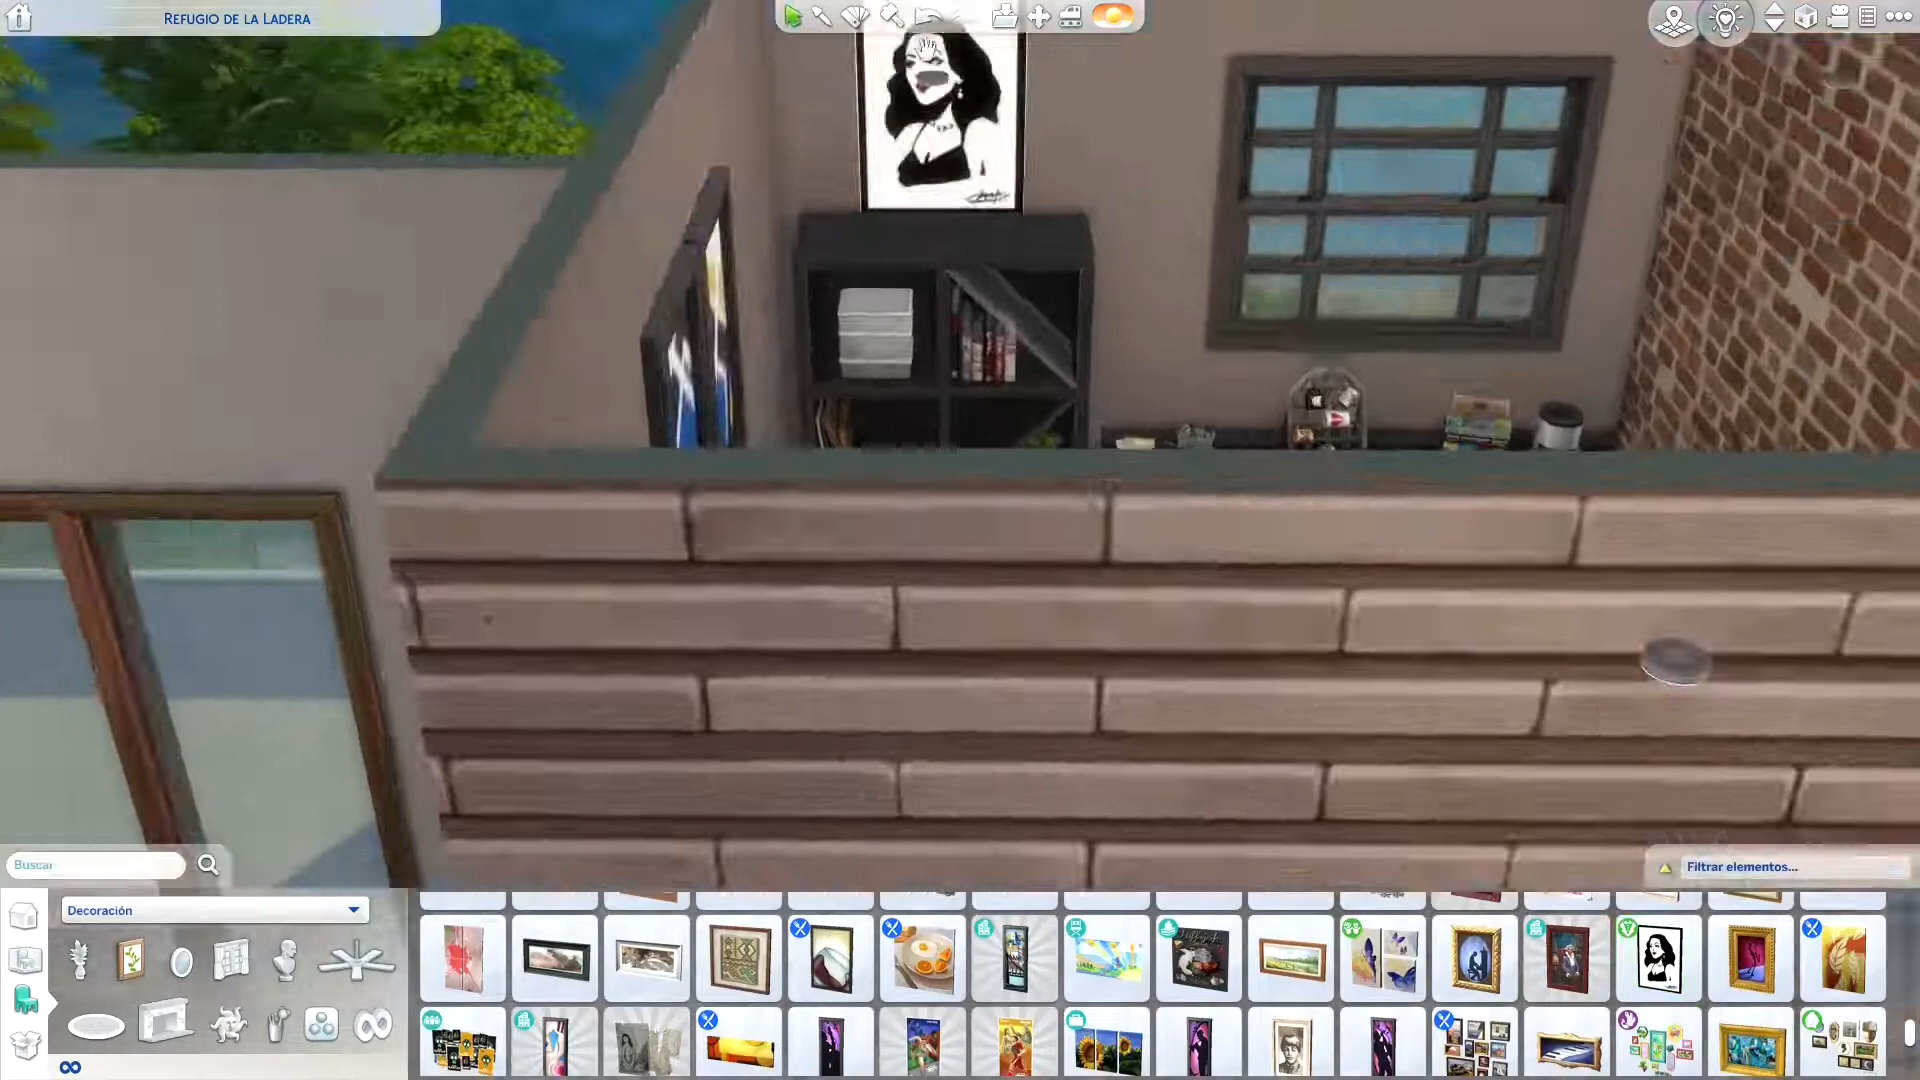 Refugio de la Ladera
Buscar
Filtrar elementos...
Decoración